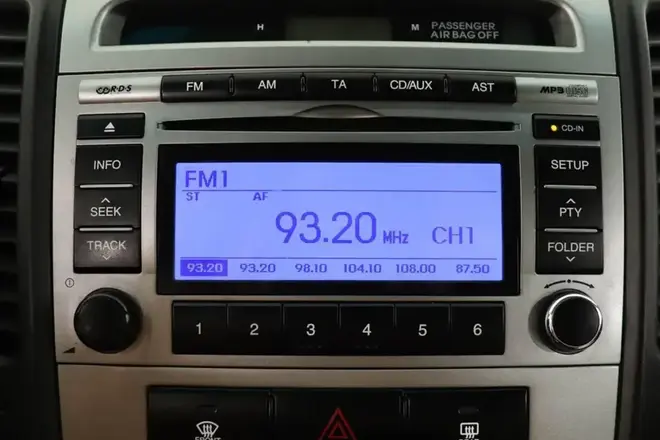 H M PASSENGER
AIR BAG OFF
R·D·S FM AM TA CD/AUX AST MP3
CD-IN
INFO FM1 SETUP
ST AF
SEEK 93.20 MHz CH1 PTY
TRACK FOLDER
93.20 93.20 98.10 104.10 108.00 87.50
1 2 3 4 5 6
FRONT